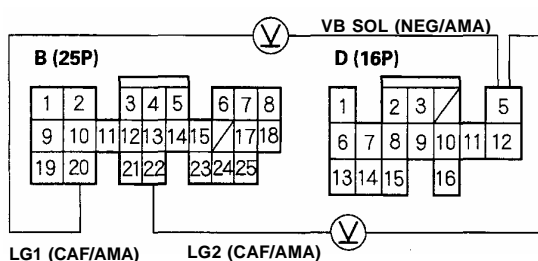 V VB SOL (NEG/AMA)
B (25P) D (16P)
1 2 3 4 5 6 7 8 1 2 3 5
9 10 11 12 13 14 15 17 18 6 7 8 9 10 11 12
19 20 21 22 23 24 25 13 14 15 16
V
LG1 (CAF/AMA) LG2 (CAF/AMA)